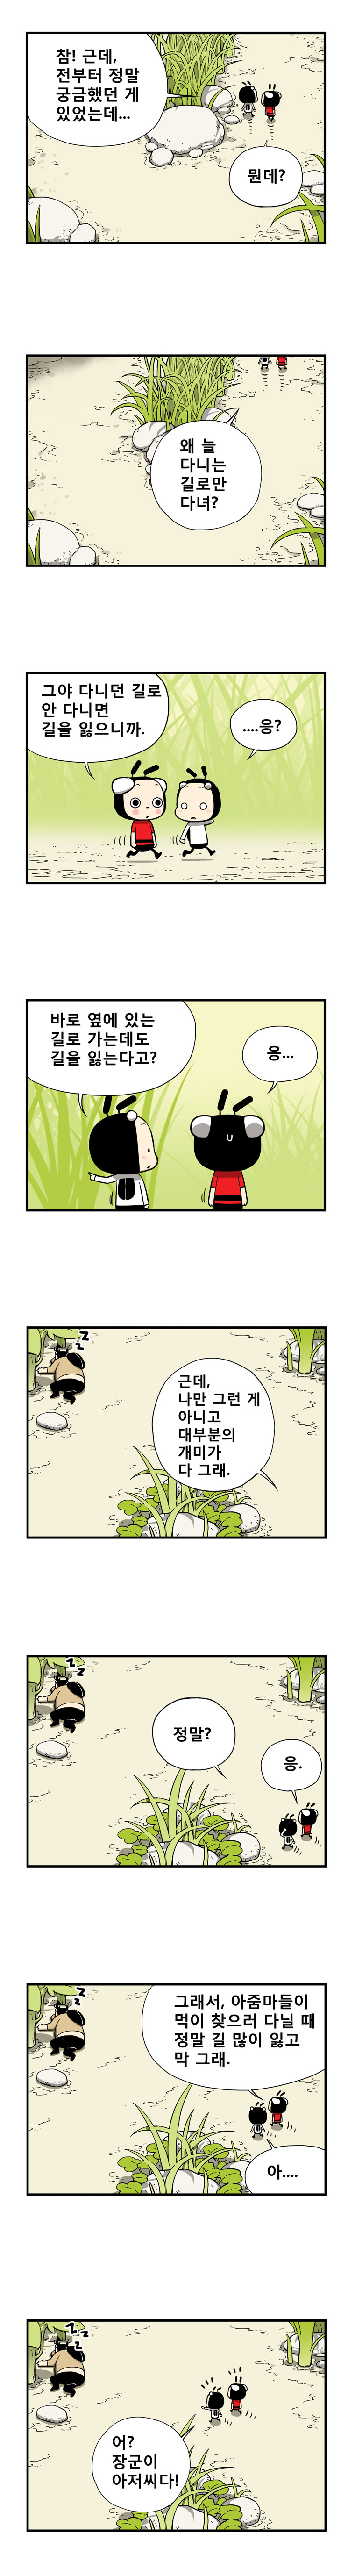 참! 근데,
전부터 정말
궁금했던 게
있었는데...
뭔데?
왜 늘
다니는
길로만
다녀?
그야 다니던 길로
안 다니면
길을 잃으니까.
....응?
바로 옆에 있는
길로 가는데도
길을 잃는다고?
응...
z
z
근데,
나만 그런 게
아니고
대부분의
개미가
다 그래.
z
z
정말?
응.
z
z
그래서, 아줌마들이
먹이 찾으러 다닐 때
정말 길 많이 잃고
막 그래.
아....
z
z
z
어?
장군이
아저씨다!